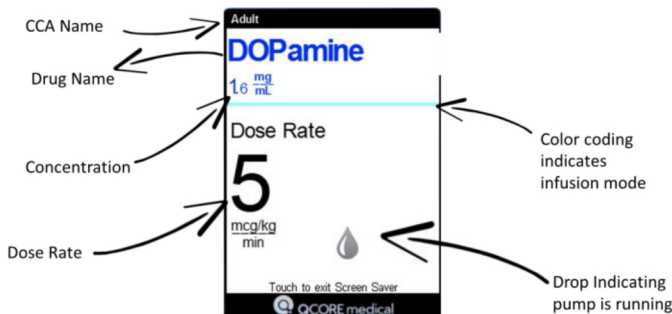 CCA Name
Drug Name
Concentration
Dose Rate
Adult
DOPamine
1.6 mg
mL
Dose Rate
5
mcg/kg
min
Touch to exit Screen Saver
QCORE medical
Color coding
indicates
infusion mode
Drop Indicating
pump is running